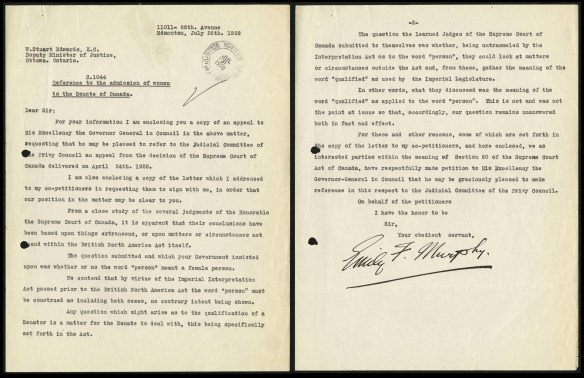 11011- 88th. Avenue
Edmonton, July 26th. 1928
W.Stuart Edwards, K.C.
Deputy Minister of Justice,
Ottawa. Ontario.
C.1044
Reference to the admission of women
to the Senate of Canada.
Dear Sir:
For your information I am enclosing you a copy of an appeal to
His Excellency the Governor General in Council in the above matter,
requesting that he may be pleased to refer to the Judicial Committee of
the Privy Council an appeal from the decision of the Supreme Court of
Canada delivered on April 24th. 1928.
I am also enclosing a copy of the letter which I addressed
to my co-petitioners in requesting them to sign with me, in order that
our position in the matter may be clear to you.
From a close study of the several judgments of the Honorable
the Supreme Court of Canada, it is apparent that their conclusions have
been based upon things extraneous, or upon matters or circumstances not
found within the British North America Act itself.
The question submitted and which your Government insisted
upon was whether or no the word "person" meant a female person.
We contend that by virtue of the Imperial Interpretation
Act passed prior to the British North America Act the word "person" must
be construed as including both sexes, no contrary intent being shown.
Any question which might arise as to the qualification of a
Senator is a matter for the Senate to deal with, this being specifically
set forth in the Act.
-2-
The question the learned Judges of the Supreme Court of
Canada submitted to themselves was whether, being untrameled by the
Interpretation Act as to the word "person", they could look at matters
or circumstances outside the Act and, from these, gather the meaning of the
word "qualified" as used by the Imperial Legislature.
In other words, what they discussed was the meaning of the
word "qualified" as applied to the word "person". This is not and was not
the point at issue so that, accordingly, our question remains unanswered
both in fact and effect.
For these and other reasons, some of which are set forth in
the copy of the letter to my co-petitioners, and here enclosed, we as
interested parties within the meaning of Section 60 of the Supreme Court
Act of Canada, have respectfully made petition to His Excellency the
Governor-General in Council that he may be graciously pleased to make
reference in this respect to the Judicial Committee of the Privy Council.
On behalf of the petitioners
I have the honor to be
Sir,
Your obedient servant,
Emily F. Murphy.